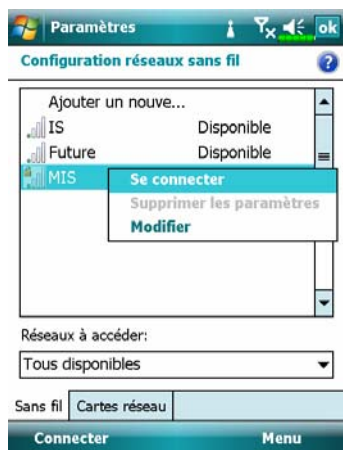 Paramètres ok
Configuration réseaux sans fil ?
Ajouter un nouve...
IS Disponible
Future Disponible
MIS Se connecter
Supprimer les paramètres
Modifier
Réseaux à accéder:
Tous disponibles
Sans fil Cartes réseau
Connecter Menu